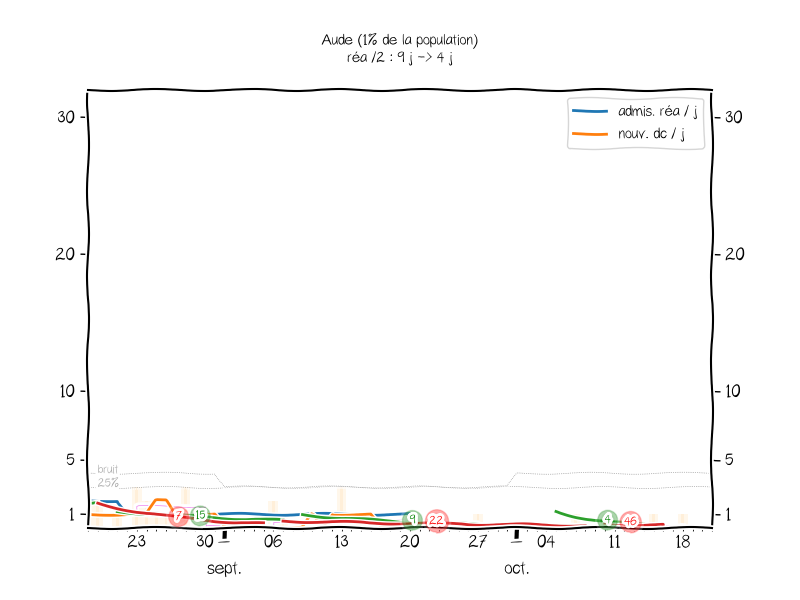 Aude (1% de la population)
réa /2 : 9 j -> 4 j
admis. réa / j
nouv. dc / j
30 30
20 20
10 10
bruit
5 5
25%
1 7 15 9 22 4 46 1
23 30 06 13 20 27 04 11 18
sept. oct.